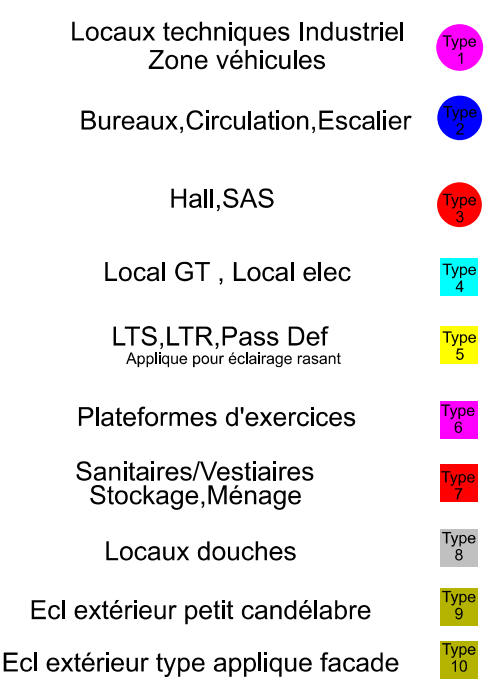 Locaux techniques Industriel
Zone véhicules
Type
1
Bureaux,Circulation,Escalier
Type
2
Hall,SAS
Type
3
Local GT , Local elec
Type
4
LTS,LTR,Pass Def
Applique pour éclairage rasant
Type
5
Plateformes d'exercices
Type
6
Sanitaires/Vestiaires
Stockage,Ménage
Type
7
Locaux douches
Type
8
Ecl extérieur petit candélabre
Type
9
Ecl extérieur type applique facade
Type
10